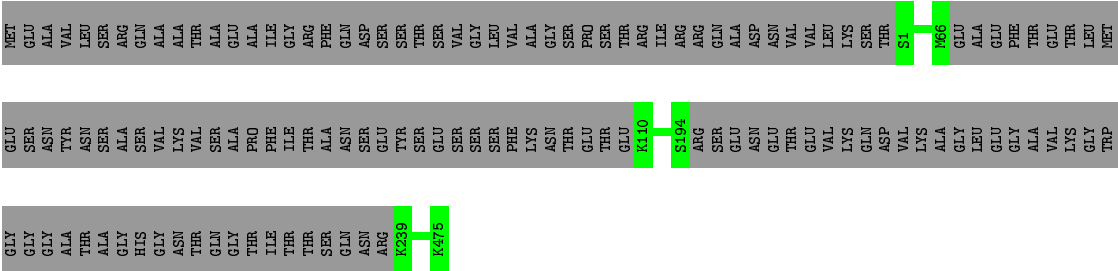 MET GLU ALA VAL LEU SER ARG GLN ALA ALA THR ALA GLU ALA ILE GLY ARG PHE GLN ASP SER SER THR SER VAL GLY LEU VAL ALA GLY SER PRO SER THR ARG ILE ARG ARG GLN ALA ASP ASN VAL VAL LEU LYS SER THR S1 M66 GLU ALA GLU PHE THR GLU THR LEU MET
GLU SER ASN TYR ASN SER ALA SER VAL LYS VAL SER ALA PRO PHE ILE THR THR ALA ASN SER GLU TYR SER GLU SER SER SER PHE LYS ASN THR GLU THR GLU K110 S194 ARG SER GLU ASN GLU THR GLU VAL LYS GLN ASP VAL LYS ALA GLY LEU GLU GLY ALA VAL LYS GLY TRP
GLY GLY GLY ALA THR ALA GLY HIS GLY ASN THR GLN GLY THR ILE THR THR SER GLN ASN ARG K239 K475